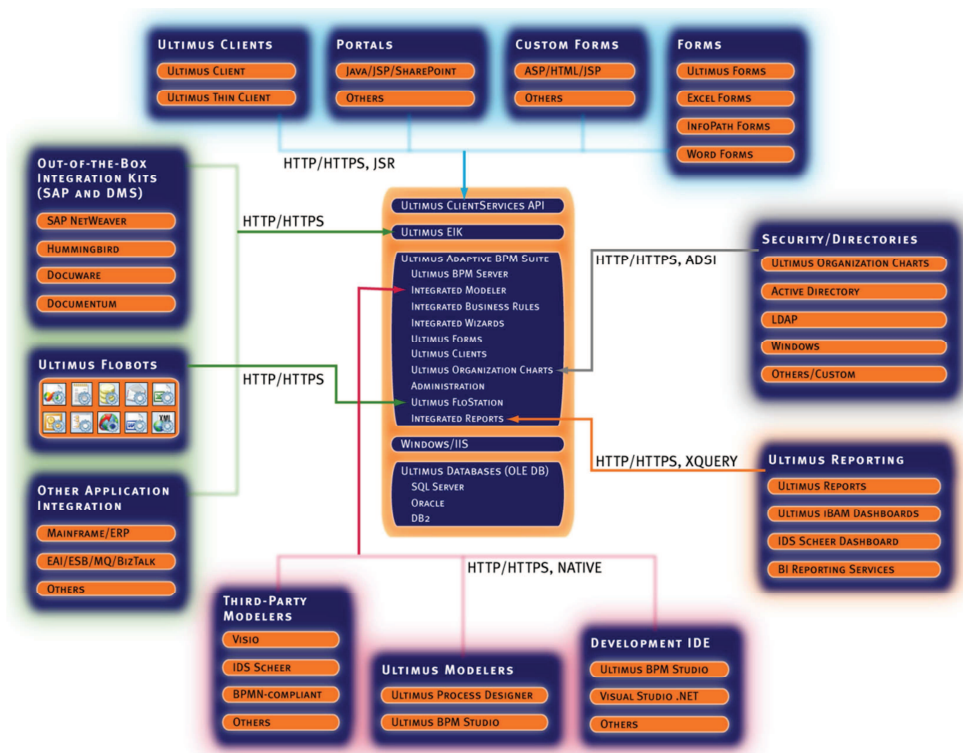 ULTIMUS CLIENTS
ULTIMUS CLIENT
ULTIMUS THIN CLIENT
PORTALS
JAVA/JSP/SHAREPOINT
OTHERS
CUSTOM FORMS
ASP/HTML/JSP
OTHERS
FORMS
ULTIMUS FORMS
EXCEL FORMS
INFOPATH FORMS
WORD FORMS
HTTP/HTTPS, JSR
OUT-OF-THE-BOX
INTEGRATION KITS
(SAP AND DMS)
SAP NETWEAVER
HUMMINGBIRD
DOCUWARE
DOCUMENTUM
HTTP/HTTPS
ULTIMUS FLOBOTS
HTTP/HTTPS
OTHER APPLICATION
INTEGRATION
MAINFRAME/ERP
EAI/ESB/MQ/BIZTALK
OTHERS
ULTIMUS CLIENTSERVICES API
ULTIMUS EIK
ULTIMUS ADAPTIVE BPM SUITE
ULTIMUS BPM SERVER
INTEGRATED MODELER
INTEGRATED BUSINESS RULES
INTEGRATED WIZARDS
ULTIMUS FORMS
ULTIMUS CLIENTS
ULTIMUS ORGANIZATION CHARTS
ADMINISTRATION
ULTIMUS FLOSTATION
INTEGRATED REPORTS
WINDOWS/IIS
ULTIMUS DATABASES (OLE DB)
SQL SERVER
ORACLE
DB2
HTTP/HTTPS, ADSI
SECURITY/DIRECTORIES
ULTIMUS ORGANIZATION CHARTS
ACTIVE DIRECTORY
LDAP
WINDOWS
OTHERS/CUSTOM
HTTP/HTTPS, XQUERY
ULTIMUS REPORTING
ULTIMUS REPORTS
ULTIMUS IBAM DASHBOARDS
IDS SCHEER DASHBOARD
BI REPORTING SERVICES
HTTP/HTTPS, NATIVE
THIRD-PARTY
MODELERS
VISIO
IDS SCHEER
BPMN-COMPLIANT
OTHERS
ULTIMUS MODELERS
ULTIMUS PROCESS DESIGNER
ULTIMUS BPM STUDIO
DEVELOPMENT IDE
ULTIMUS BPM STUDIO
VISUAL STUDIO .NET
OTHERS